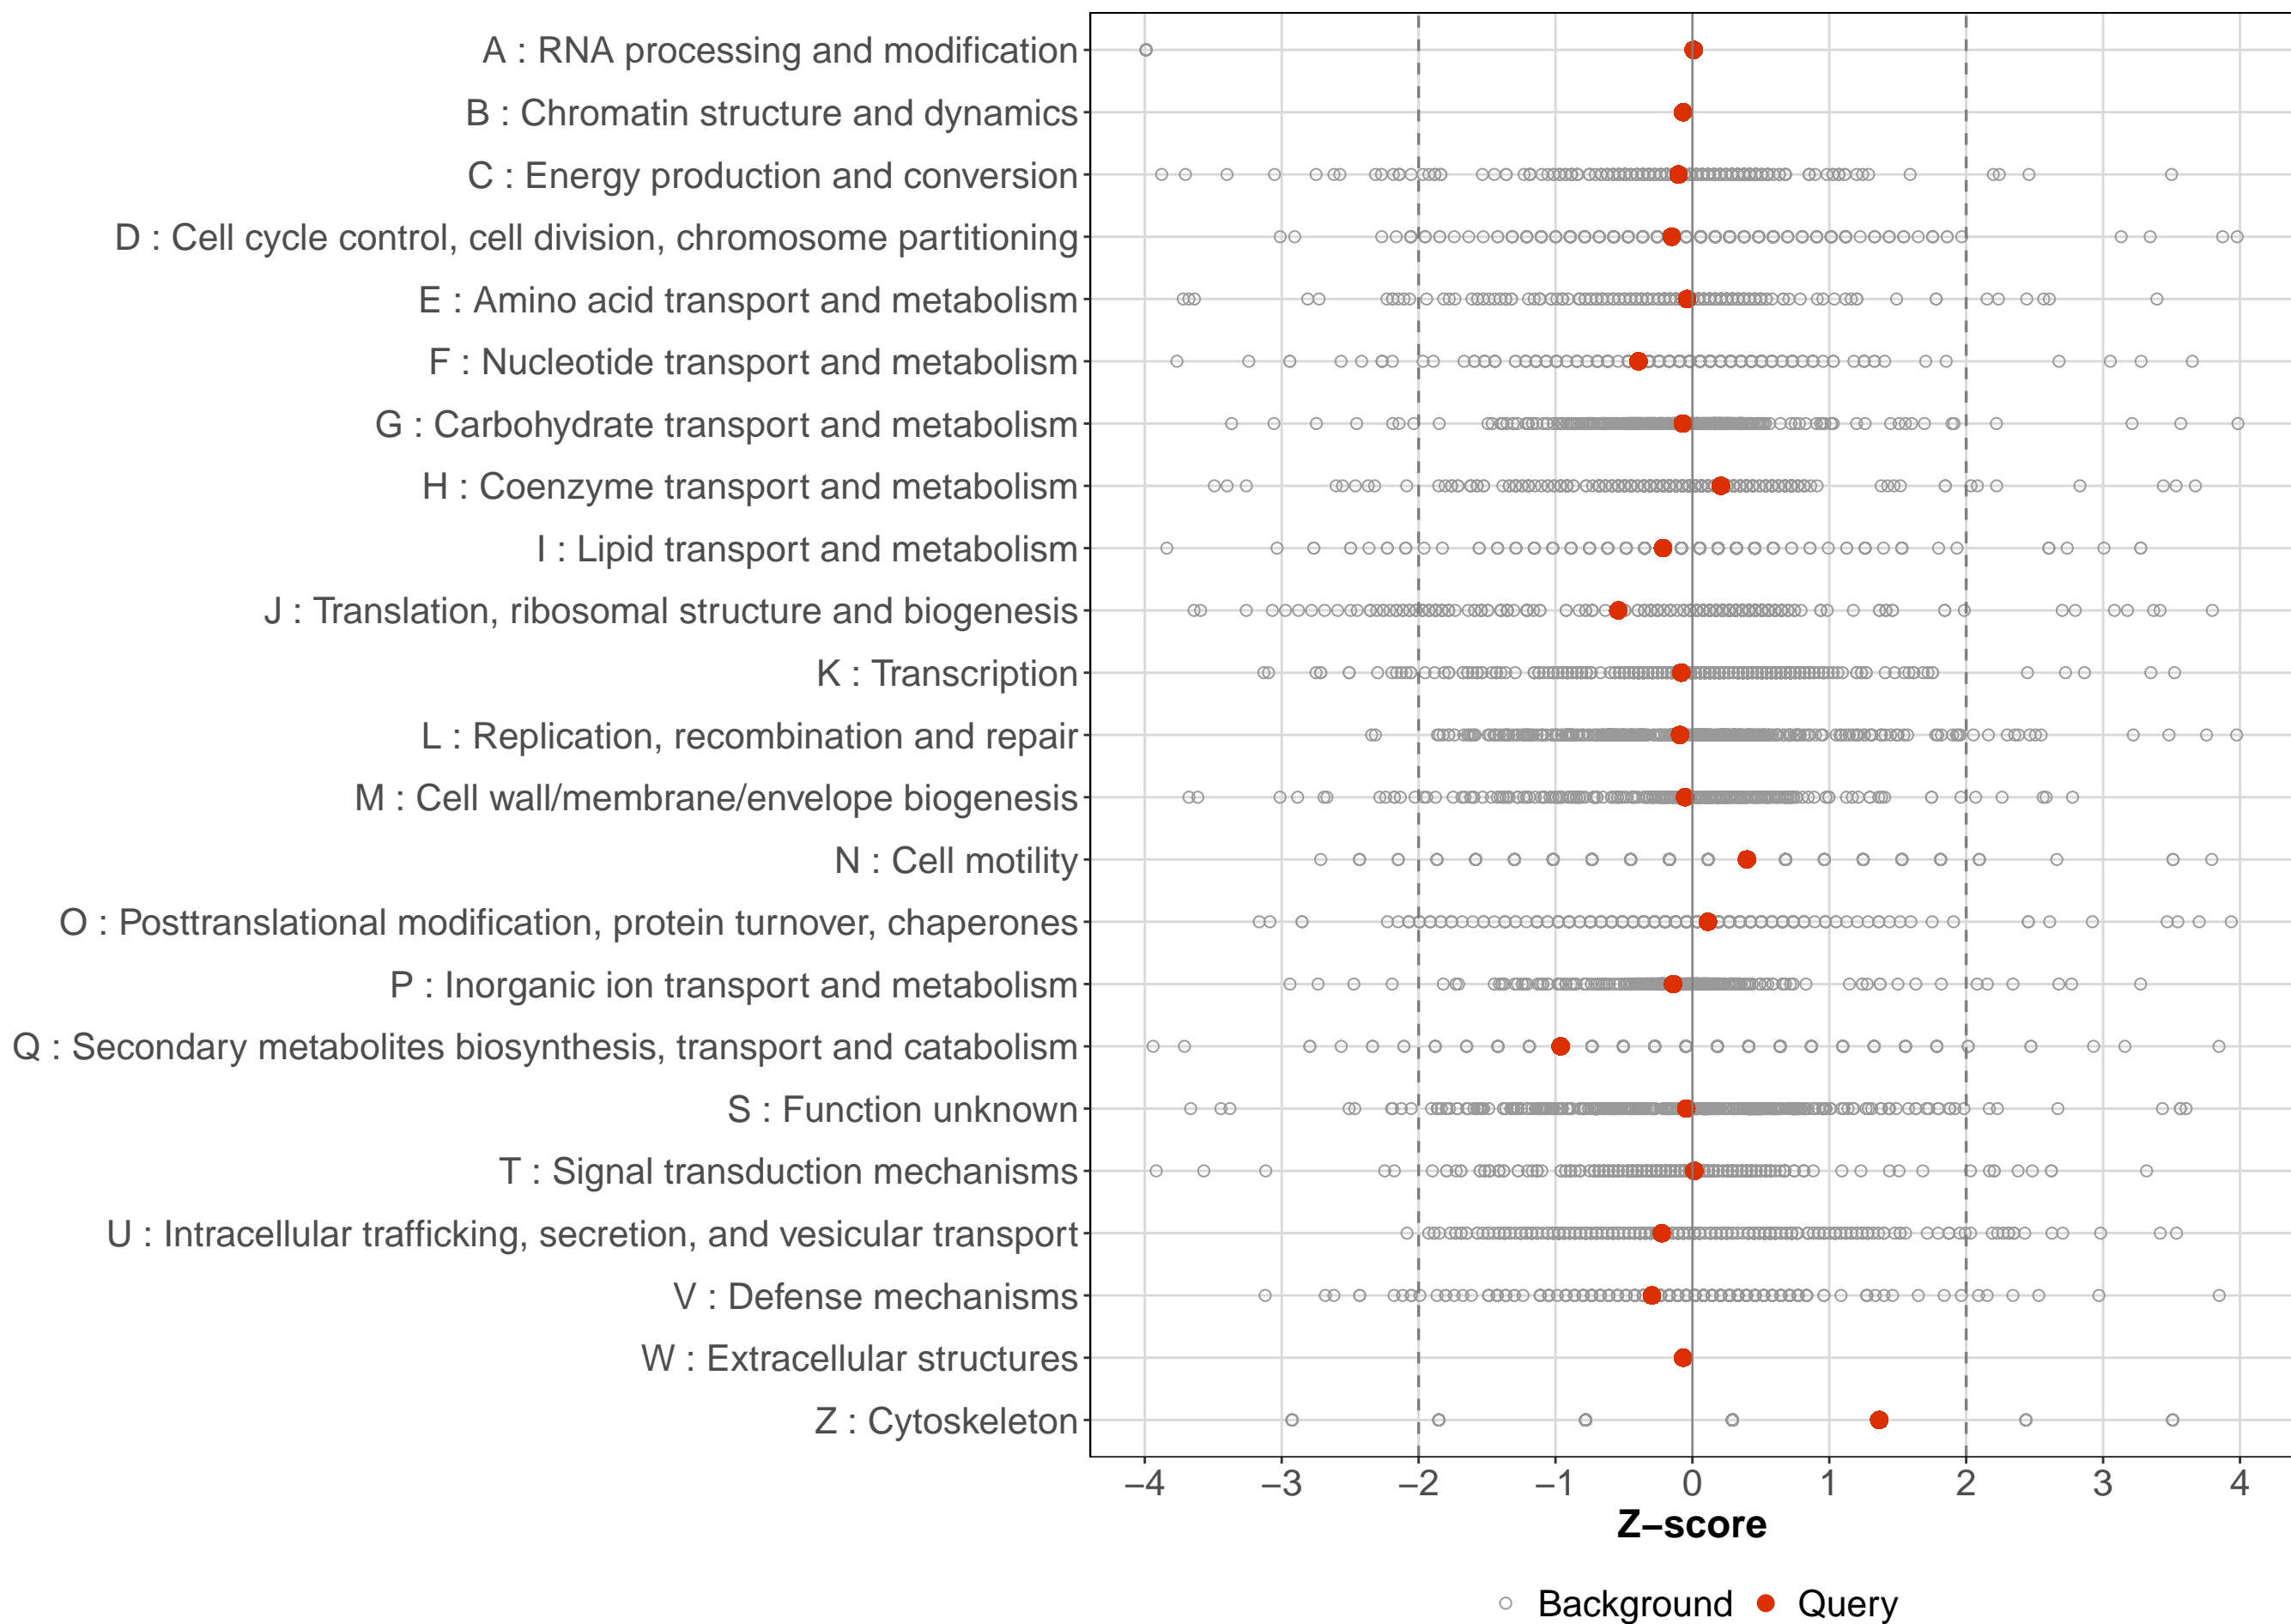 A : RNA processing and modification
B : Chromatin structure and dynamics
C : Energy production and conversion
D : Cell cycle control, cell division, chromosome partitioning
E : Amino acid transport and metabolism
F : Nucleotide transport and metabolism
G : Carbohydrate transport and metabolism
H : Coenzyme transport and metabolism
I : Lipid transport and metabolism
J : Translation, ribosomal structure and biogenesis
K : Transcription
L : Replication, recombination and repair
M : Cell wall/membrane/envelope biogenesis
N : Cell motility
O : Posttranslational modification, protein turnover, chaperones
P : Inorganic ion transport and metabolism
Q : Secondary metabolites biosynthesis, transport and catabolism
S : Function unknown
T : Signal transduction mechanisms
U : Intracellular trafficking, secretion, and vesicular transport
V : Defense mechanisms
W : Extracellular structures
Z : Cytoskeleton
−4 −3 −2 −1 0 1 2 3 4
Z−score
Background Query